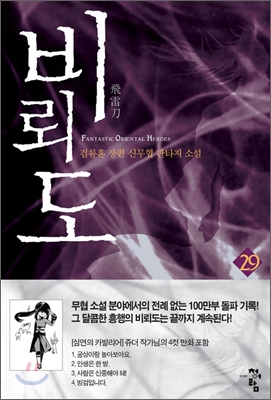 비뢰도
飛雷刀
FANTASTIC ORIENTAL HEROES
검류혼 장편 신무협 판타지 소설
29
무협 소설 분야에서의 전례 없는 100만부 돌파 기록!
그 달콤한 흥행의 비뢰도는 끝까지 계속된다!
[심연의 카발리어] 쥬더 작가님의 4컷 만화 포함
1. 궁상이랑 놀아보아요.
2. 인생은 한 방.
3. 사랑은 신중해야 돼!
4. 빙검입니다.
청어람